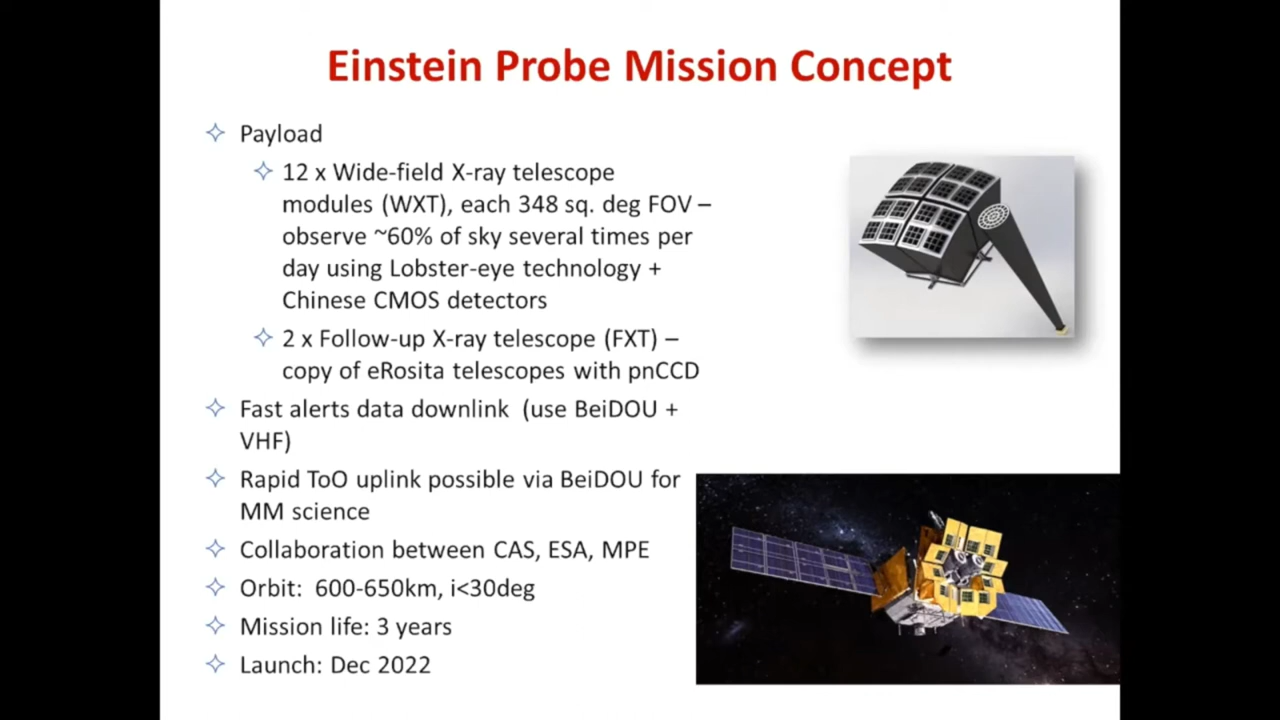 Einstein Probe Mission Concept
Payload
12 x Wide-field X-ray telescope
modules (WXT), each 348 sq. deg FOV –
observe ~60% of sky several times per
day using Lobster-eye technology +
Chinese CMOS detectors
2 x Follow-up X-ray telescope (FXT) –
copy of eRosita telescopes with pnCCD
Fast alerts data downlink  (use BeiDOU +
VHF)
Rapid ToO uplink possible via BeiDOU for
MM science
Collaboration between CAS, ESA, MPE
Orbit:  600-650km, i<30deg
Mission life: 3 years
Launch: Dec 2022